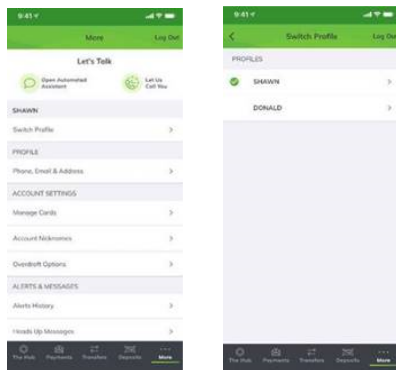 9:41
More
Log Out
Let's Talk
Open Automated
Assistant
Let Us
Call You
SHAWN
Switch Profile
PROFILE
Phone, Email & Address
ACCOUNT SETTINGS
Manage Cards
Account Nicknames
Overdraft Options
ALERTS & MESSAGES
Alerts History
Heads Up Messages
The Hub
Payments
Transfers
Deposits
More
9:41
Switch Profile
Log Out
PROFILES
SHAWN
DONALD
The Hub
Payments
Transfers
Deposits
More